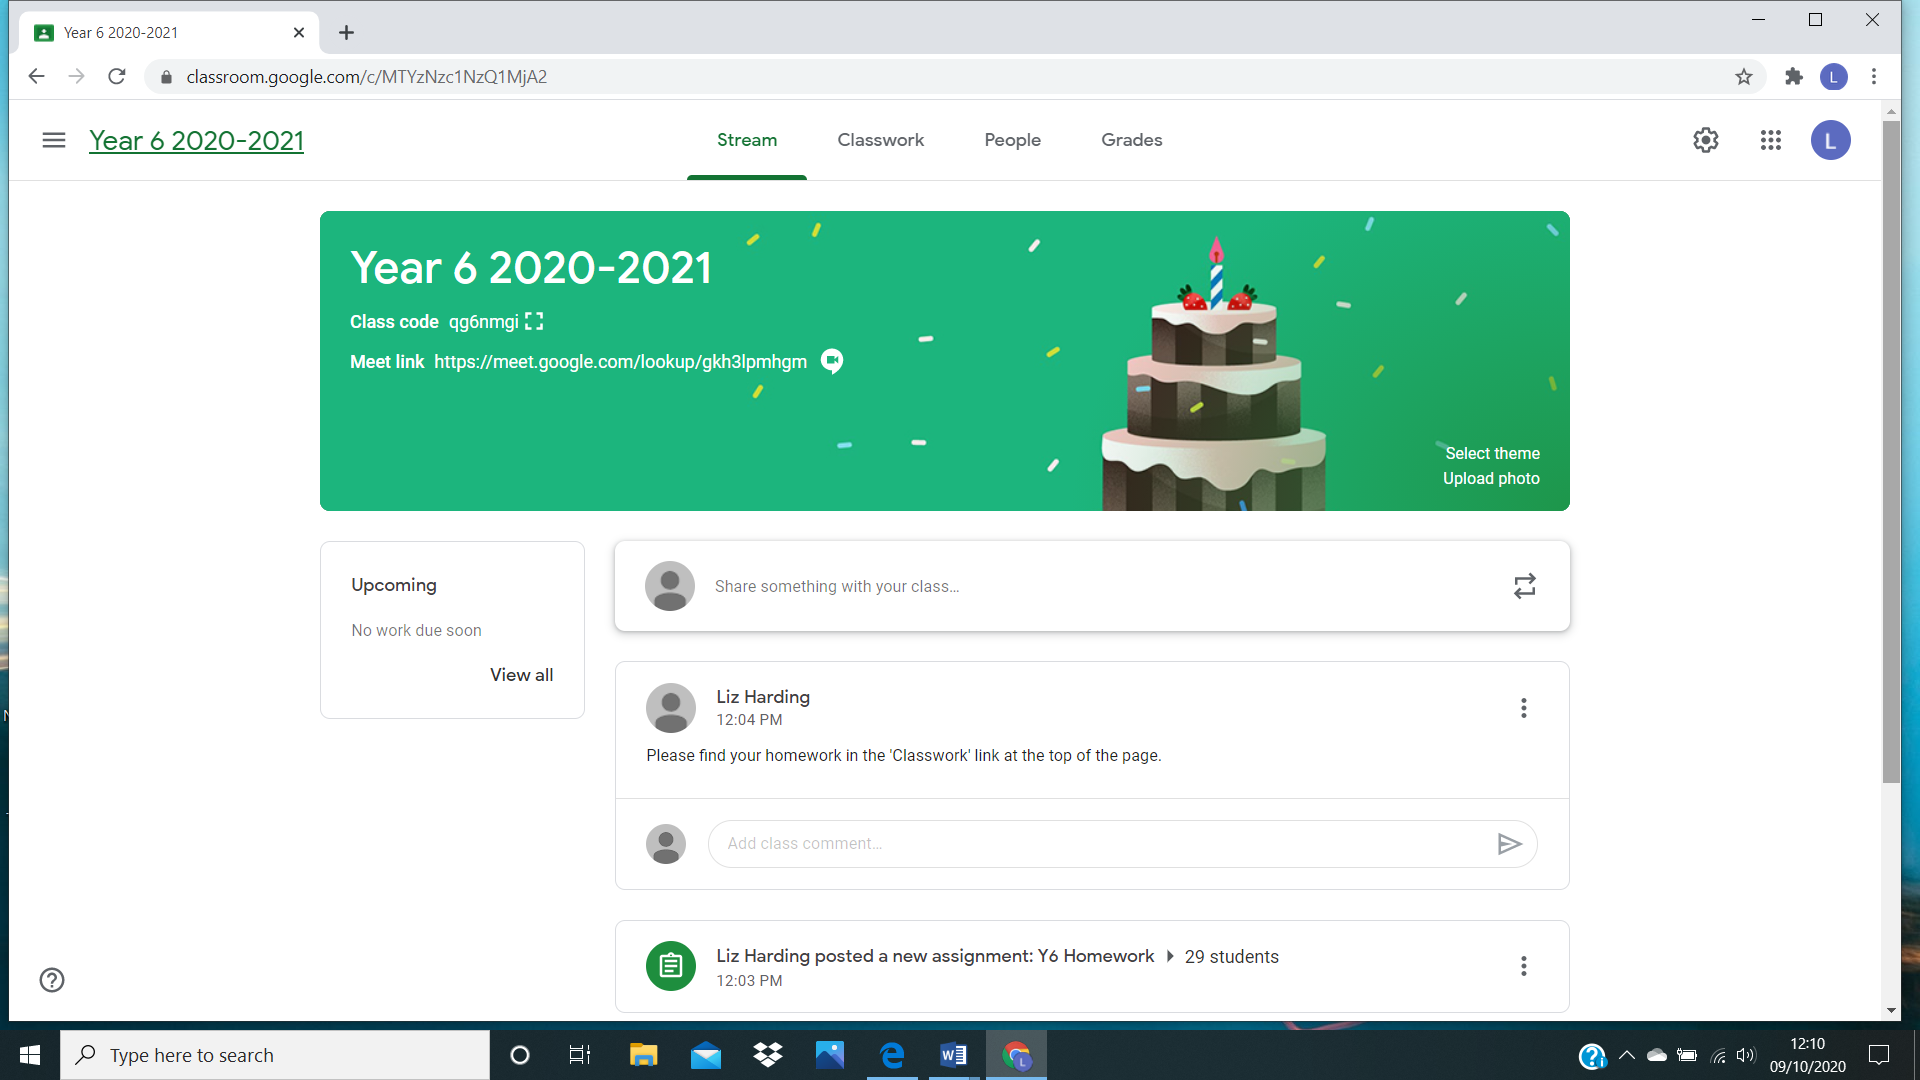 Year 6 2020-2021
classroom.google.com/c/MTYzNzc1NzQ1MjA2
L
Year 6 2020-2021
Stream
Classwork
People
Grades
L
Year 6 2020-2021
Class code qg6nmgi
Meet link https://meet.google.com/lookup/gkh3lpmhgm
Select theme
Upload photo
Upcoming
No work due soon
View all
Share something with your class...
Liz Harding
12:04 PM
Please find your homework in the 'Classwork' link at the top of the page.
Add class comment...
Liz Harding posted a new assignment: Y6 Homework 29 students
12:03 PM
Type here to search
12:10
09/10/2020